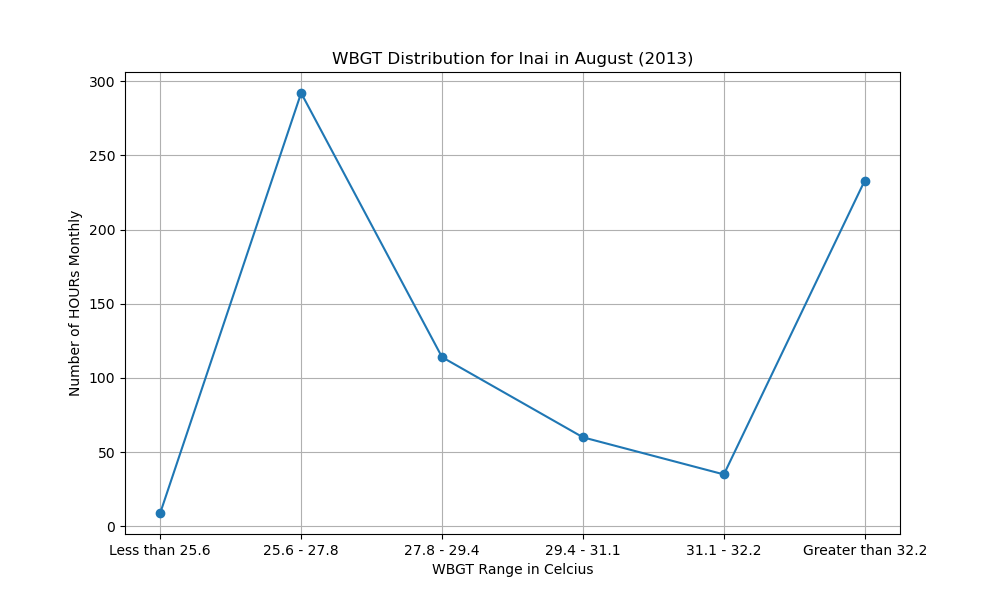 WBGT Distribution for Inai in August (2013)
300
250
200
150
100
50
0
Number of HOURs Monthly
Less than 25.6
25.6 - 27.8
27.8 - 29.4
29.4 - 31.1
31.1 - 32.2
Greater than 32.2
WBGT Range in Celcius